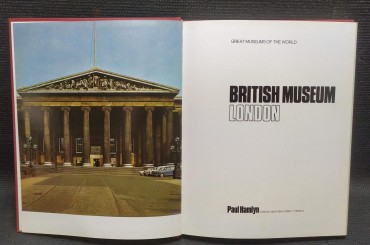 GREAT MUSEUMS OF THE WORLD
BRITISH MUSEUM
LONDON
Paul Hamlyn